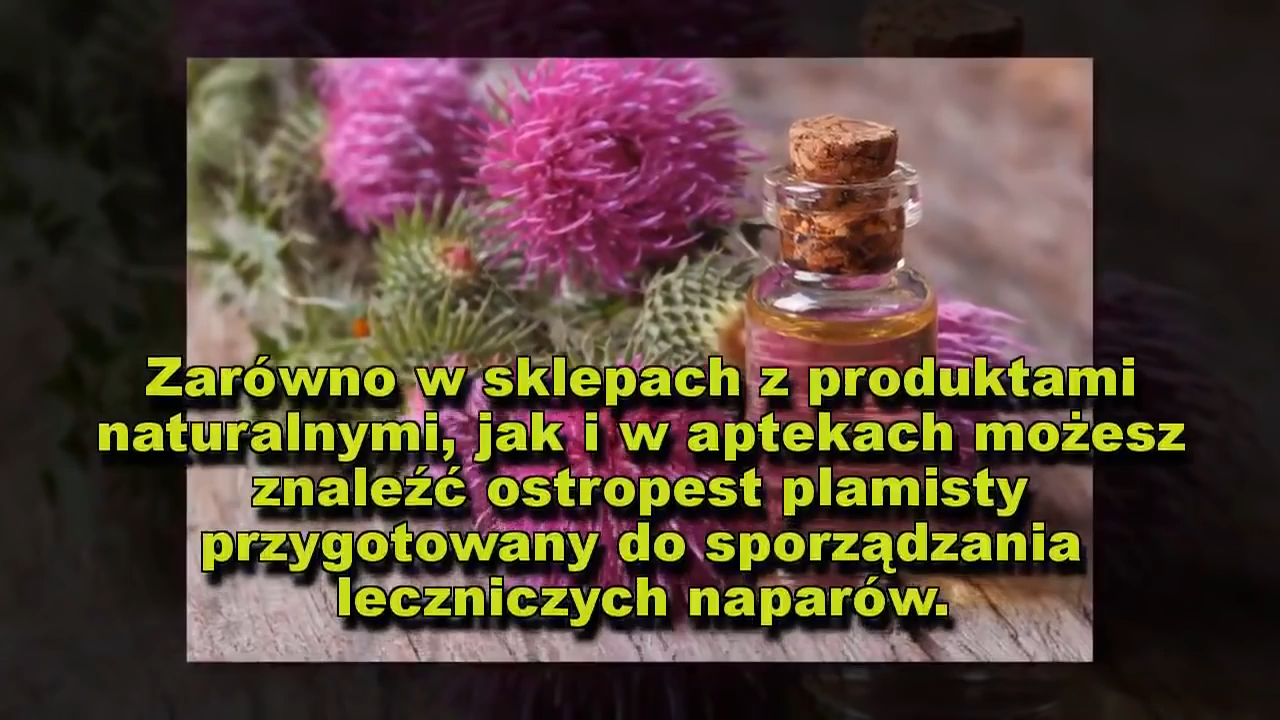 Zarówno w sklepach z produktami
naturalnymi, jak i w aptekach możesz
znaleźć ostropest plamisty
przygotowany do sporządzania
leczniczych naparów.